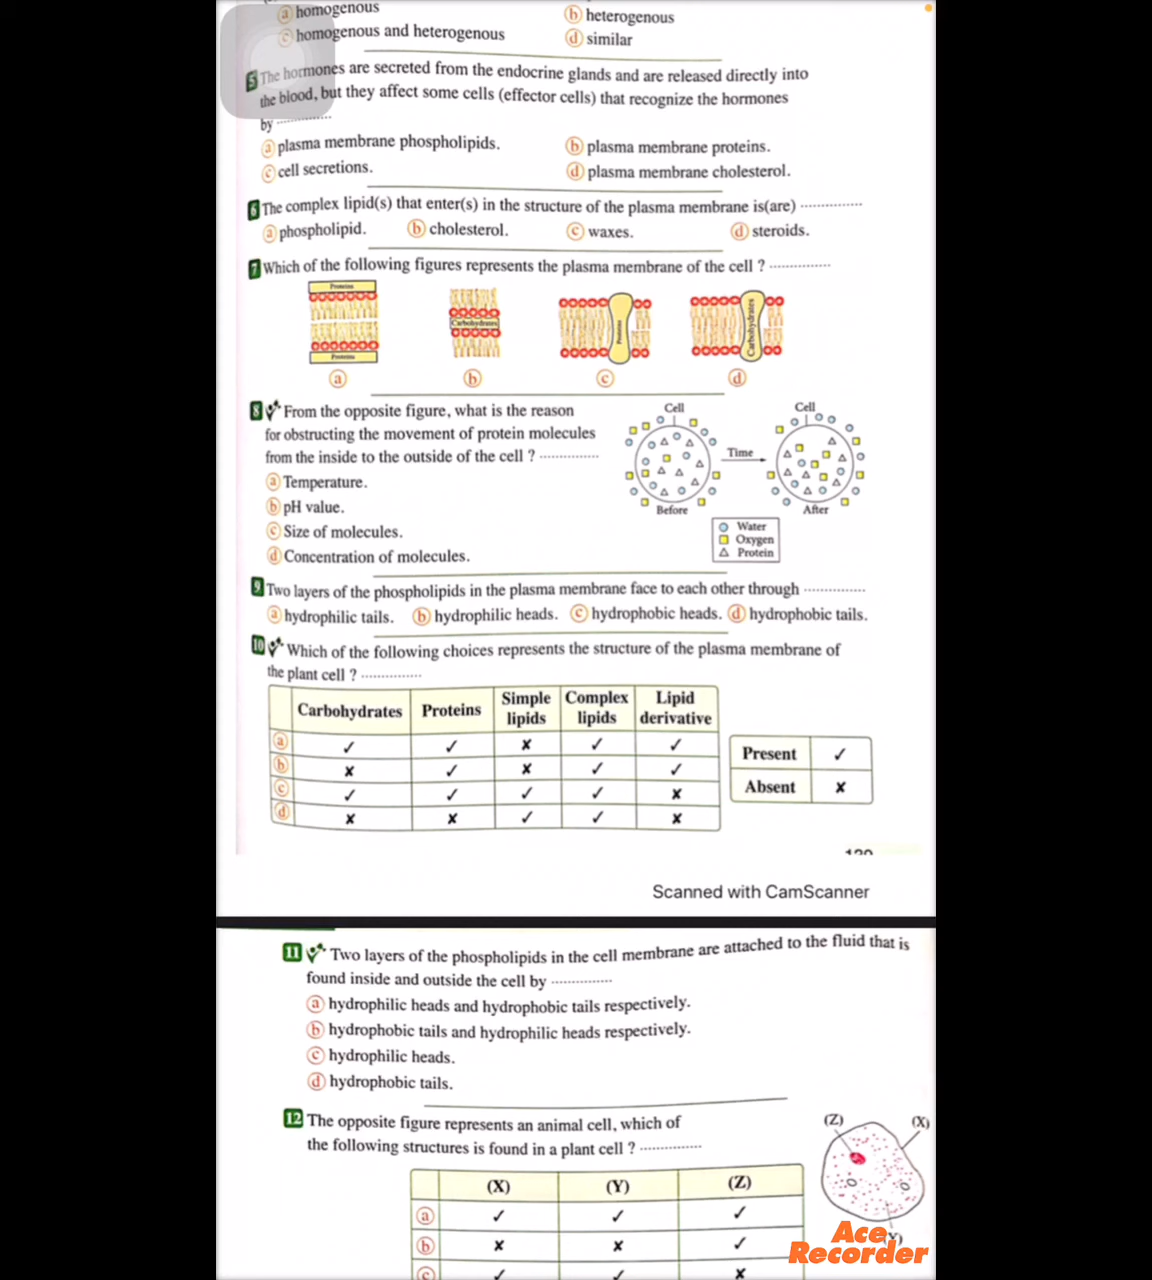 ⓐ homogenous ⓑ heterogenous
ⓒ homogenous and heterogenous ⓓ similar
5 The hormones are secreted from the endocrine glands and are released directly into
the blood, but they affect some cells (effector cells) that recognize the hormones
by ..............
ⓐ plasma membrane phospholipids. ⓑ plasma membrane proteins.
ⓒ cell secretions. ⓓ plasma membrane cholesterol.
6 The complex lipid(s) that enter(s) in the structure of the plasma membrane is(are) ..............
ⓐ phospholipid. ⓑ cholesterol. ⓒ waxes. ⓓ steroids.
7 Which of the following figures represents the plasma membrane of the cell ? ..............
Proteins
Proteins
Carbohydrates
Proteins
Carbohydrates
ⓐ ⓑ ⓒ ⓓ
8 From the opposite figure, what is the reason
for obstructing the movement of protein molecules
from the inside to the outside of the cell ? ..............
ⓐ Temperature.
ⓑ pH value.
ⓒ Size of molecules.
ⓓ Concentration of molecules.
Cell
Cell
Time
Before
After
Water
Oxygen
Protein
9 Two layers of the phospholipids in the plasma membrane face to each other through ..............
ⓐ hydrophilic tails. ⓑ hydrophilic heads. ⓒ hydrophobic heads. ⓓ hydrophobic tails.
10 Which of the following choices represents the structure of the plasma membrane of
the plant cell ? ..............
Carbohydrates Proteins Simple lipids Complex lipids Lipid derivative
ⓐ ✓ ✓ ✗ ✓ ✓
ⓑ ✗ ✓ ✗ ✓ ✓
ⓒ ✓ ✓ ✓ ✓ ✗
ⓓ ✗ ✗ ✓ ✓ ✗
Present ✓
Absent ✗
Scanned with CamScanner
11 Two layers of the phospholipids in the cell membrane are attached to the fluid that is
found inside and outside the cell by ..............
ⓐ hydrophilic heads and hydrophobic tails respectively.
ⓑ hydrophobic tails and hydrophilic heads respectively.
ⓒ hydrophilic heads.
ⓓ hydrophobic tails.
12 The opposite figure represents an animal cell, which of
the following structures is found in a plant cell ? ..............
(Z) (X)
(Y)
(X) (Y) (Z)
ⓐ ✓ ✓ ✓
ⓑ ✗ ✗ ✓
ⓒ ✓ ✓ ✗
Ace
Recorder